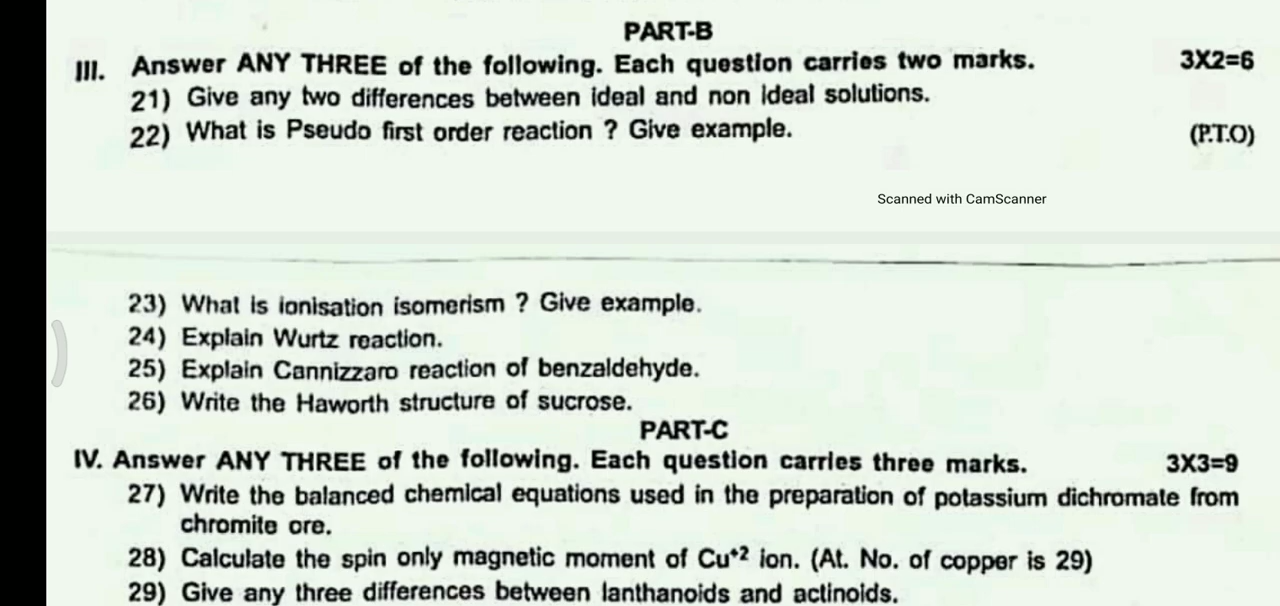 PART-B
III. Answer ANY THREE of the following. Each question carries two marks. 3X2=6
21) Give any two differences between ideal and non ideal solutions.
22) What is Pseudo first order reaction ? Give example. (P.T.O)
Scanned with CamScanner
23) What is ionisation isomerism ? Give example.
24) Explain Wurtz reaction.
25) Explain Cannizzaro reaction of benzaldehyde.
26) Write the Haworth structure of sucrose.
PART-C
IV. Answer ANY THREE of the following. Each question carries three marks. 3X3=9
27) Write the balanced chemical equations used in the preparation of potassium dichromate from
chromite ore.
28) Calculate the spin only magnetic moment of Cu⁺² ion. (At. No. of copper is 29)
29) Give any three differences between lanthanoids and actinoids.